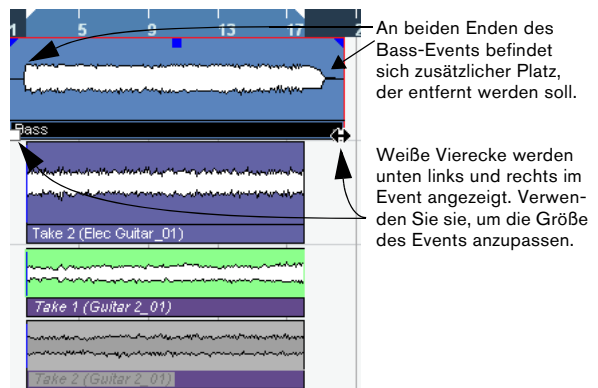 1 5 9 13 17 2
An beiden Enden des
Bass-Events befindet
sich zusätzlicher Platz,
der entfernt werden soll.
Bass
Weiße Vierecke werden
unten links und rechts im
Event angezeigt. Verwen-
den Sie sie, um die Größe
des Events anzupassen.
Take 2 (Elec Guitar_01)
Take 1 (Guitar 2_01)
Take 2 (Guitar 2_01)